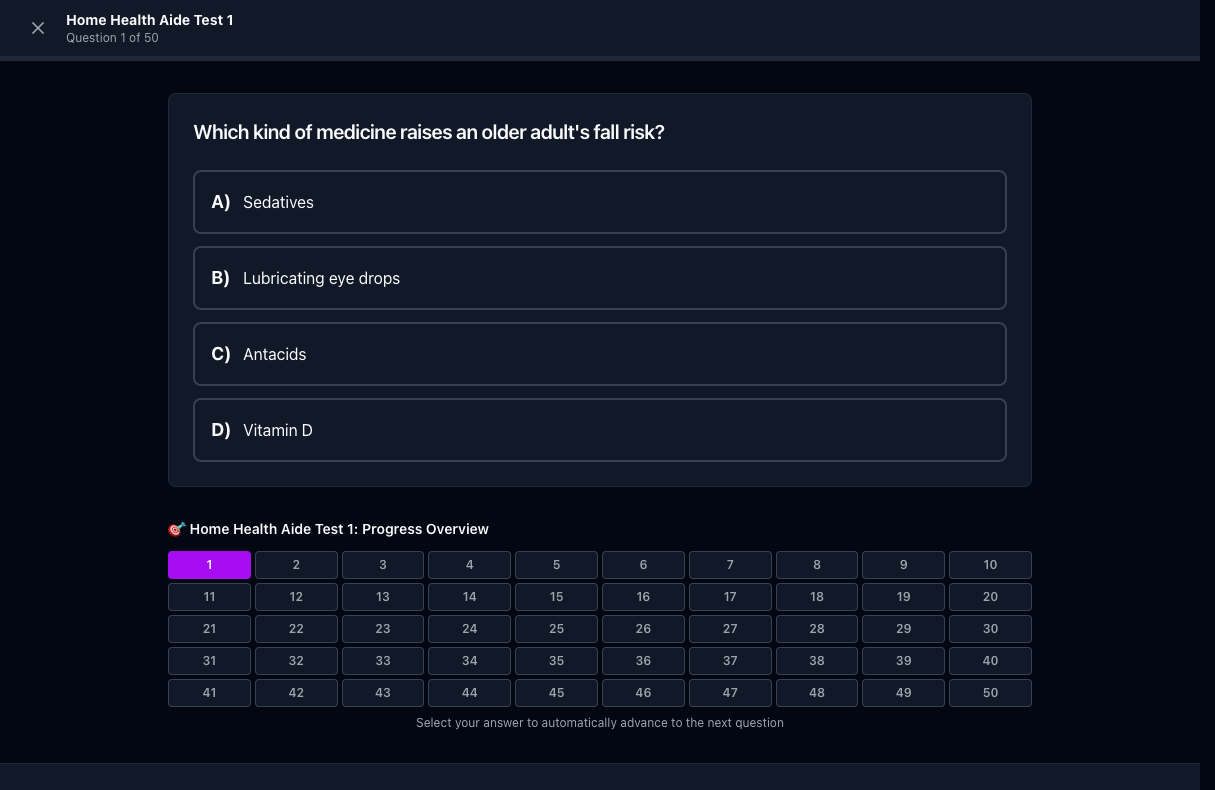 Home Health Aide Test 1
Question 1 of 50
Which kind of medicine raises an older adult's fall risk?
A) Sedatives
B) Lubricating eye drops
C) Antacids
D) Vitamin D
Home Health Aide Test 1: Progress Overview
1 2 3 4 5 6 7 8 9 10
11 12 13 14 15 16 17 18 19 20
21 22 23 24 25 26 27 28 29 30
31 32 33 34 35 36 37 38 39 40
41 42 43 44 45 46 47 48 49 50
Select your answer to automatically advance to the next question